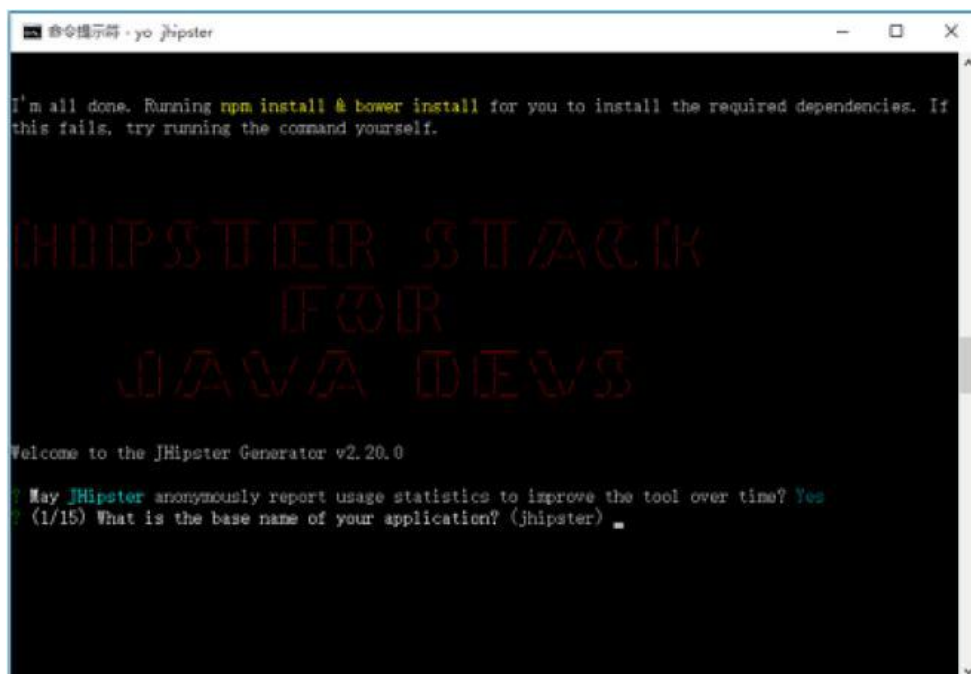 命令提示符 - yo jhipster
I'm all done. Running npm install & bower install for you to install the required dependencies. If
this fails, try running the command yourself.
HIPSTER STACK
FOR
JAVA DEVS
Welcome to the JHipster Generator v2.20.0
? May JHipster anonymously report usage statistics to improve the tool over time? Yes
? (1/15) What is the base name of your application? (jhipster)